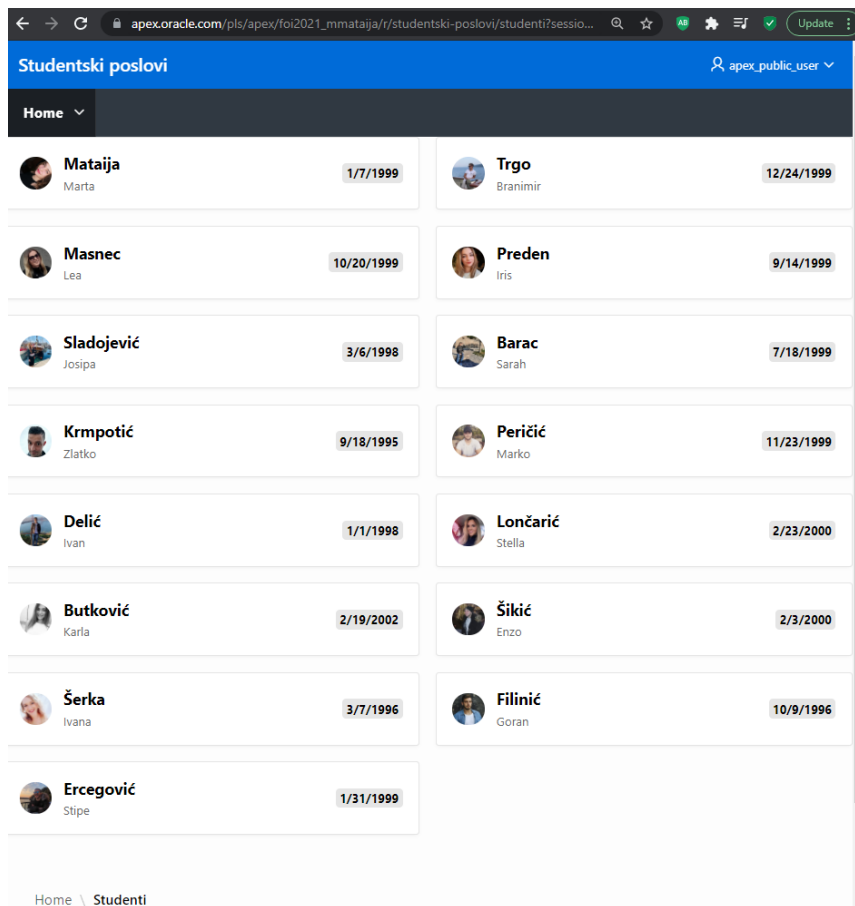 apex.oracle.com/pls/apex/foi2021_mmataija/r/studentski-poslovi/studenti?sessio...
AB
Update
Studentski poslovi
apex_public_user
Home
Mataija
Marta
1/7/1999
Trgo
Branimir
12/24/1999
Masnec
Lea
10/20/1999
Preden
Iris
9/14/1999
Sladojević
Josipa
3/6/1998
Barac
Sarah
7/18/1999
Krmpotić
Zlatko
9/18/1995
Peričić
Marko
11/23/1999
Delić
Ivan
1/1/1998
Lončarić
Stella
2/23/2000
Butković
Karla
2/19/2002
Šikić
Enzo
2/3/2000
Šerka
Ivana
3/7/1996
Filinić
Goran
10/9/1996
Ercegović
Stipe
1/31/1999
Home \ Studenti